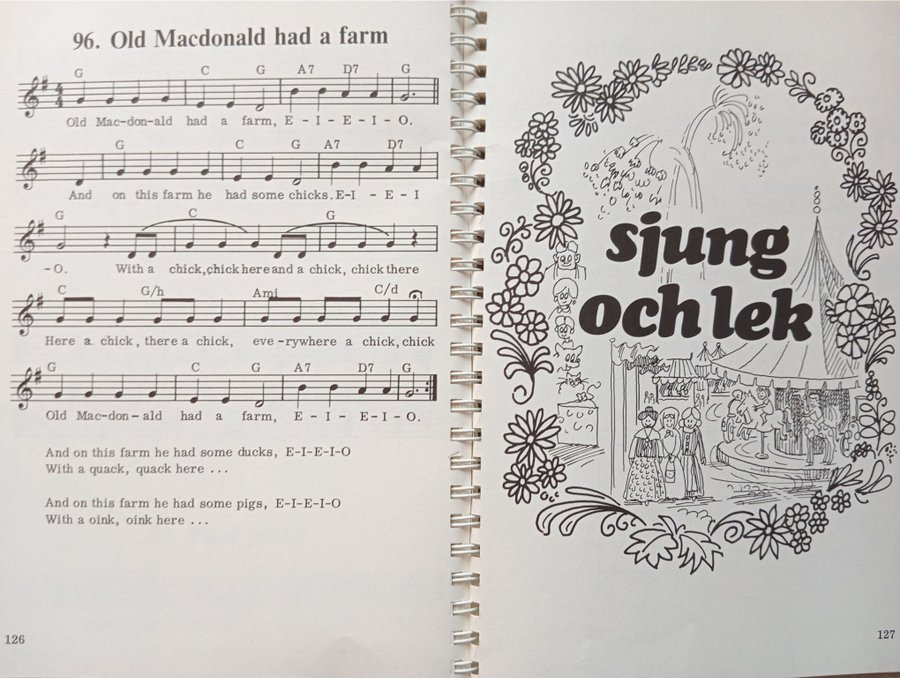 96. Old Macdonald had a farm
G C G A7 D7 G
Old Mac-don-ald had a farm, E - I - E - I - O.
G C G A7 D7
And on this farm he had some chicks. E-I - E - I
G C G
- O. With a chick, chick here and a chick, chick there
C G/h Ami C/d
Here a chick, there a chick, eve - rywhere a chick, chick
G C G A7 D7 G
Old Mac-don-ald had a farm, E - I - E - I - O.
And on this farm he had some ducks, E-I-E-I-O
With a quack, quack here ...
And on this farm he had some pigs, E-I-E-I-O
With a oink, oink here ...
126
sjung
och lek
127